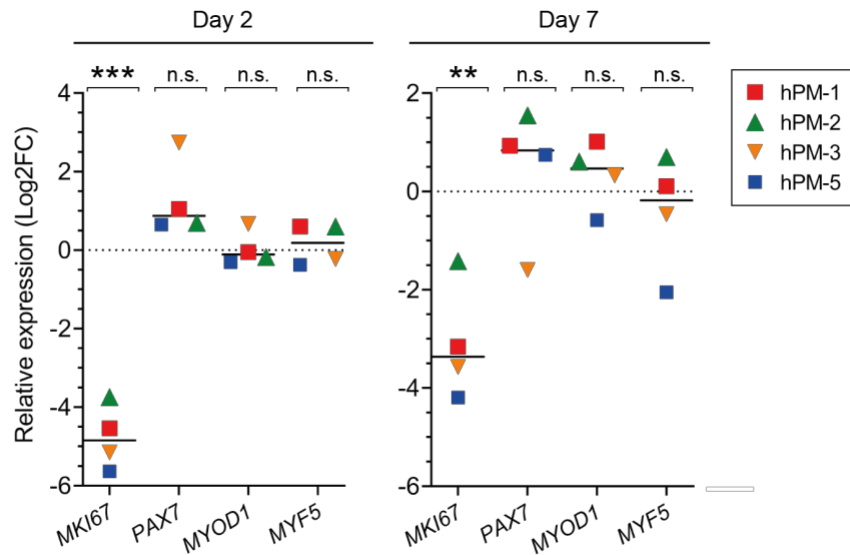 Day 2
Day 7
*** n.s. n.s. n.s.
** n.s. n.s. n.s.
Relative expression (Log2FC)
4
2
0
-2
-4
-6
2
0
-2
-4
-6
MKI67 PAX7 MYOD1 MYF5
MKI67 PAX7 MYOD1 MYF5
hPM-1
hPM-2
hPM-3
hPM-5